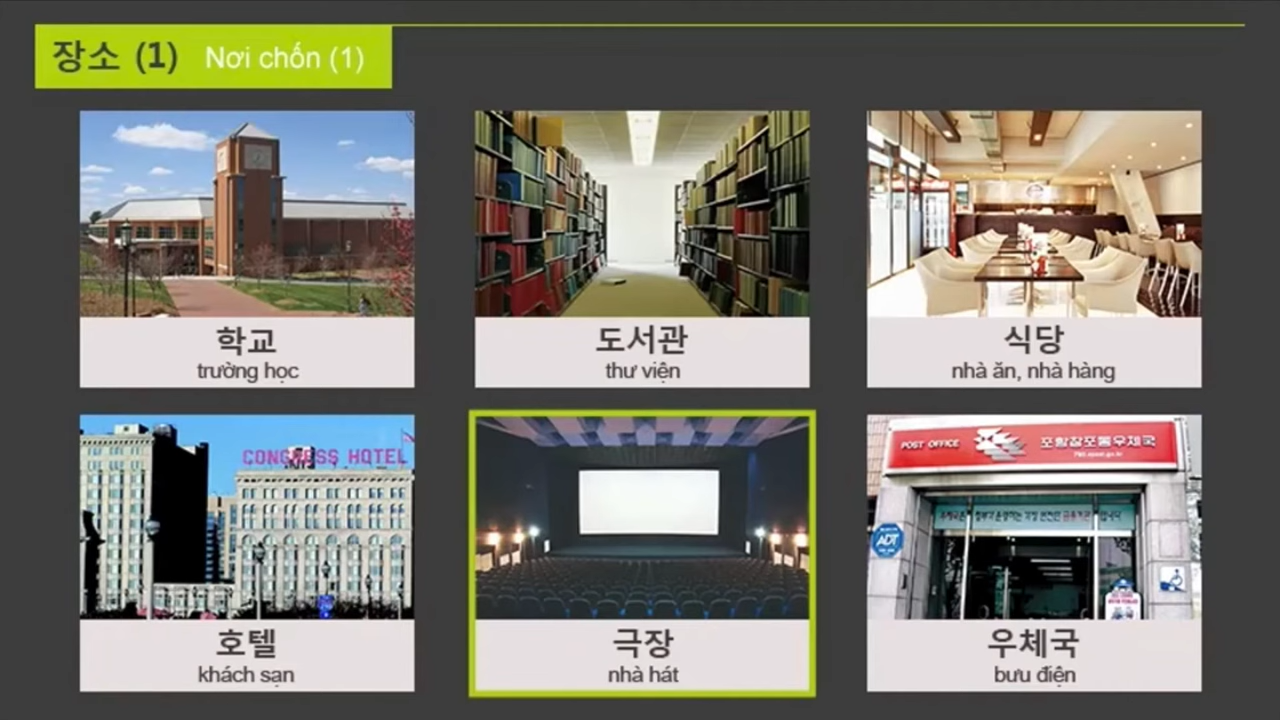 장소 (1) Nơi chốn (1)
학교
trường học
도서관
thư viện
식당
nhà ăn, nhà hàng
CONGRESS HOTEL
호텔
khách sạn
극장
nhà hát
POST OFFICE
ADT
우체국
bưu điện